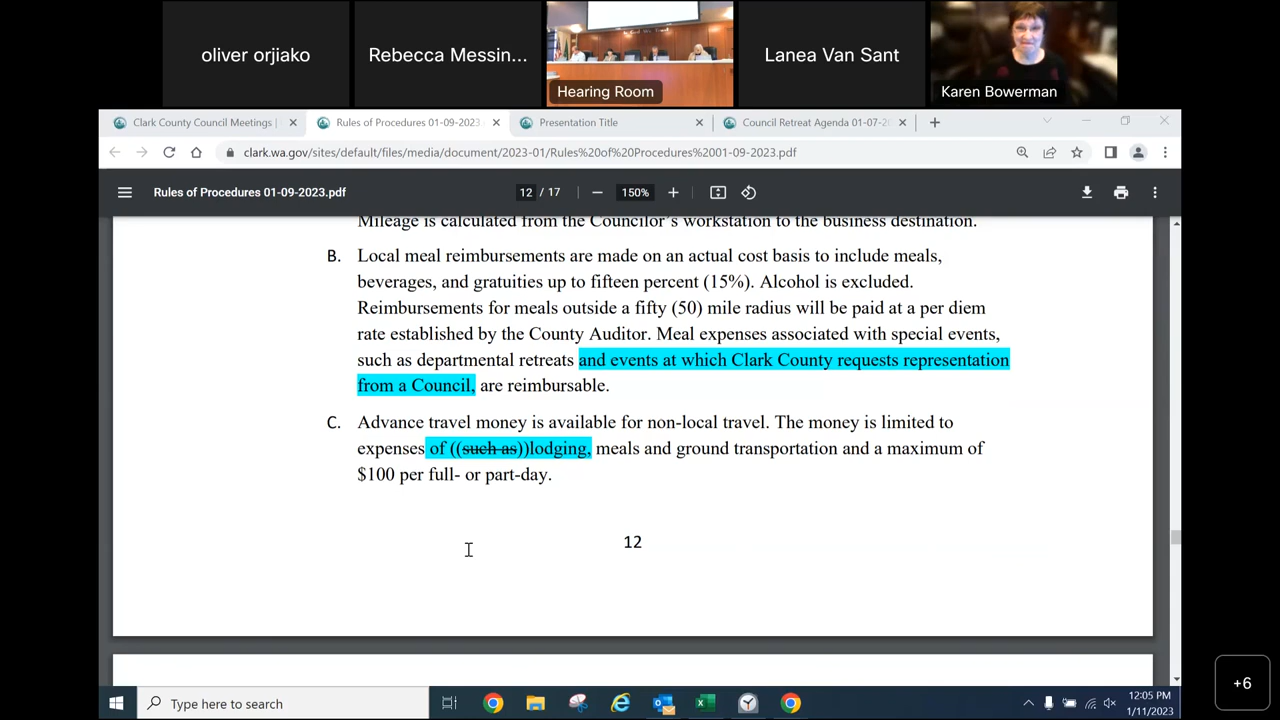 oliver orjiako
Rebecca Messin...
Hearing Room
Lanea Van Sant
Karen Bowerman
Clark County Council Meetings |
Rules of Procedures 01-09-2023
Presentation Title
Council Retreat Agenda 01-07-20
clark.wa.gov/sites/default/files/media/document/2023-01/Rules%20of%20Procedures%2001-09-2023.pdf
Rules of Procedures 01-09-2023.pdf
12 / 17
150%
Mileage is calculated from the Councilor's workstation to the business destination.
B. Local meal reimbursements are made on an actual cost basis to include meals,
beverages, and gratuities up to fifteen percent (15%). Alcohol is excluded.
Reimbursements for meals outside a fifty (50) mile radius will be paid at a per diem
rate established by the County Auditor. Meal expenses associated with special events,
such as departmental retreats and events at which Clark County requests representation
from a Council, are reimbursable.
C. Advance travel money is available for non-local travel. The money is limited to
expenses of ((such as))lodging, meals and ground transportation and a maximum of
$100 per full- or part-day.
12
Type here to search
12:05 PM
1/11/2023
+6